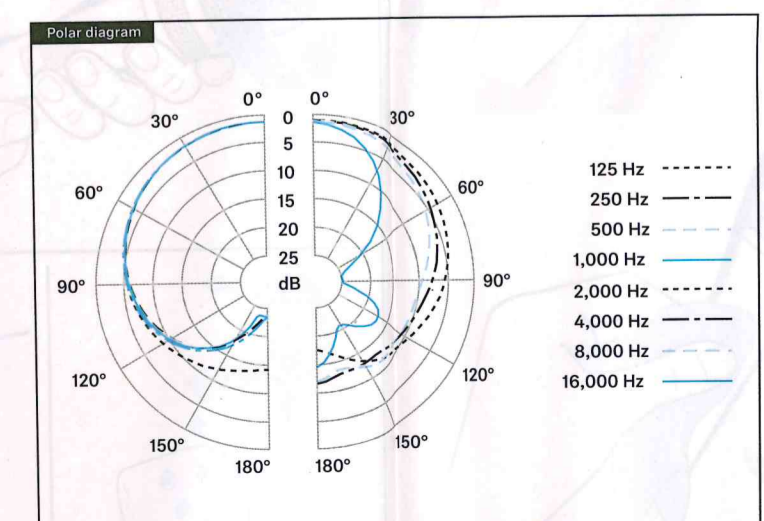 Polar diagram
0° 0°
30° 0 30°
5
10
60° 15 60°
20
25
90° dB 90°
120° 120°
150° 150°
180° 180°
125 Hz
250 Hz
500 Hz
1,000 Hz
2,000 Hz
4,000 Hz
8,000 Hz
16,000 Hz